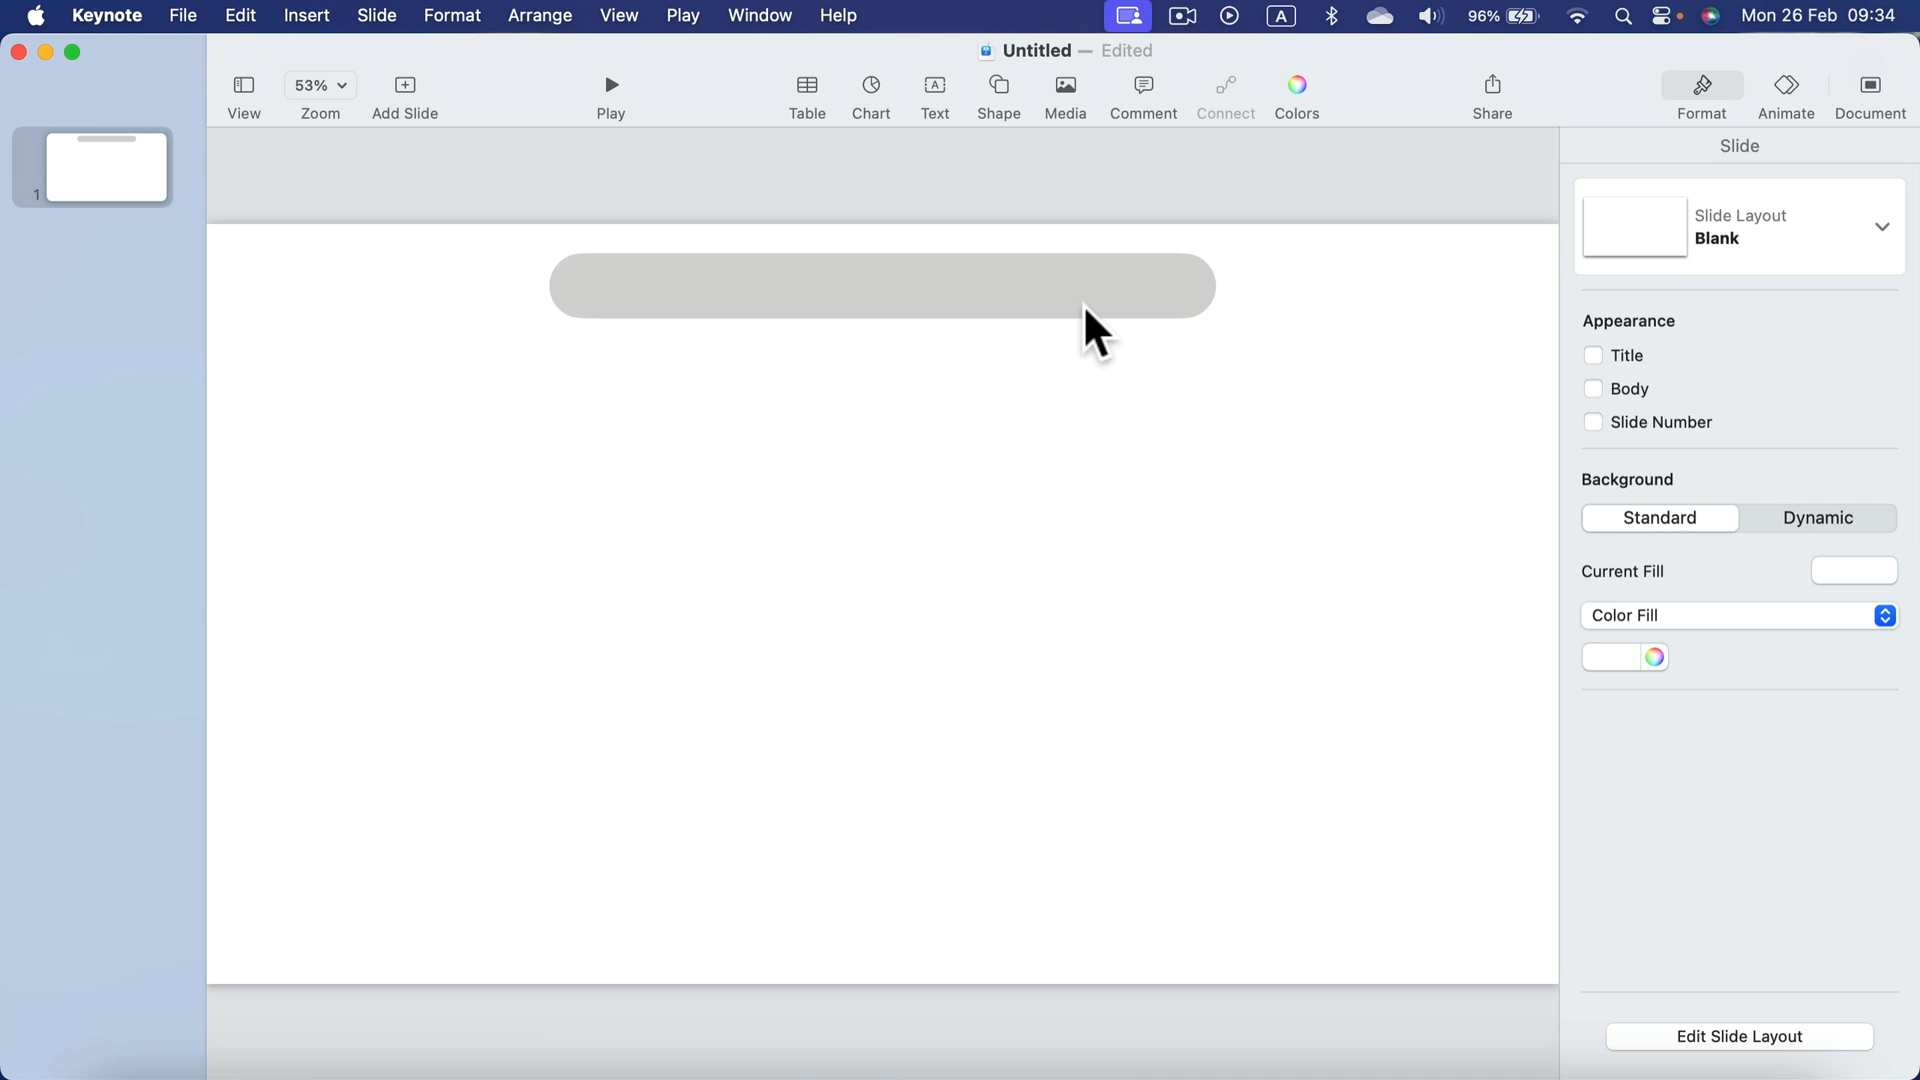 Keynote File Edit Insert Slide Format Arrange View Play Window Help A 96% Mon 26 Feb 09:34
Untitled — Edited
53%
View Zoom Add Slide Play Table Chart Text Shape Media Comment Connect Colors Share Format Animate Document
Slide
1
Slide Layout
Blank
Appearance
Title
Body
Slide Number
Background
Standard Dynamic
Current Fill
Color Fill
Edit Slide Layout